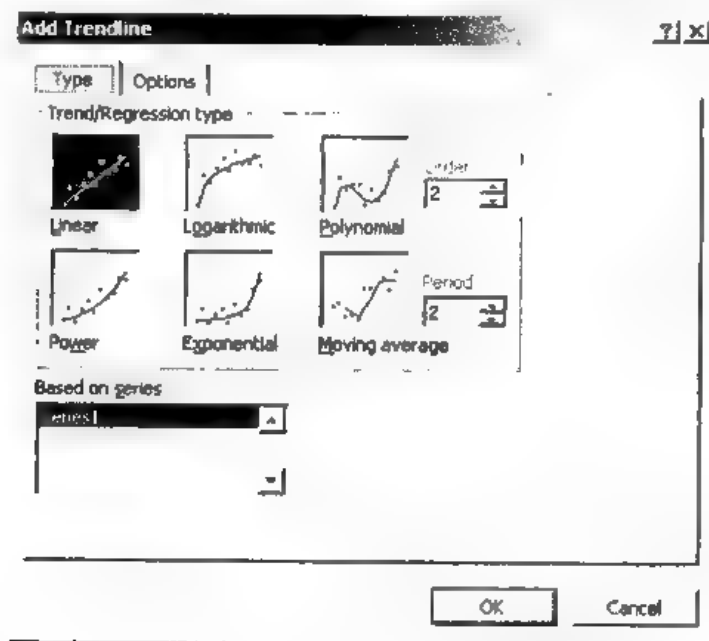 Add Trendline
Type Options
Trend/Regression type
Order
2
Linear Logarithmic Polynomial
Period
2
Power Exponential Moving average
Based on series
OK Cancel